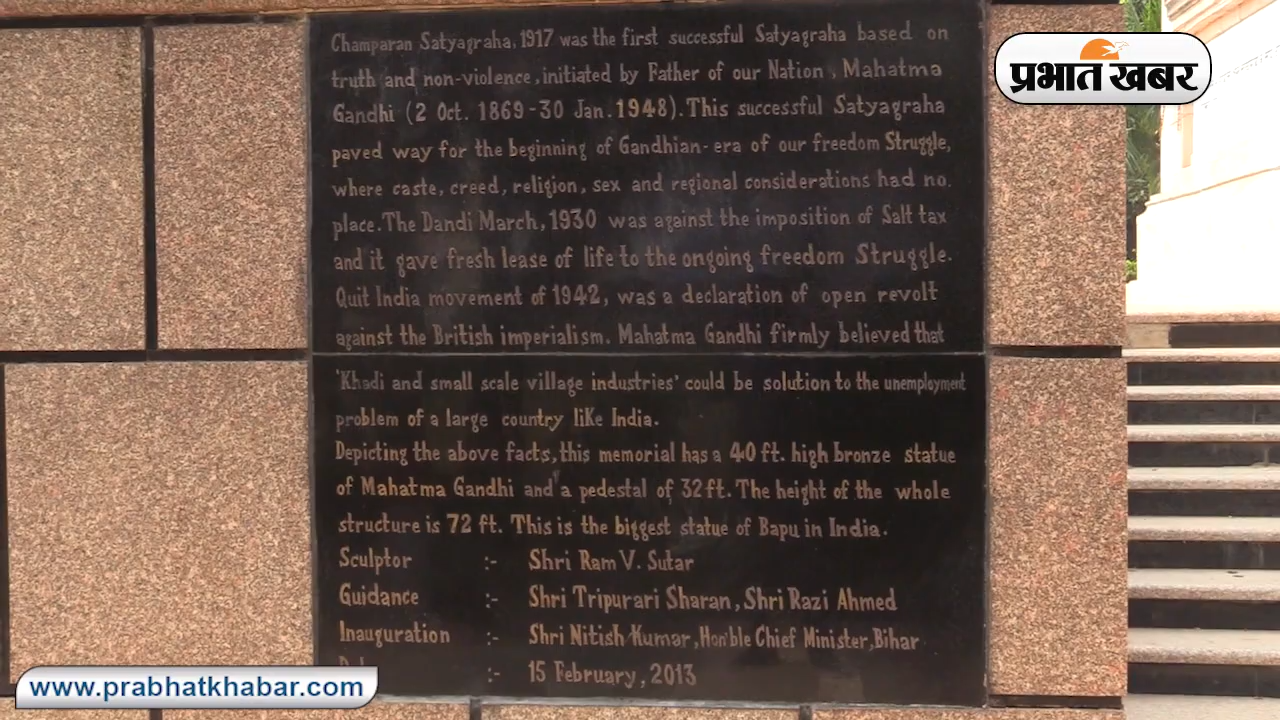 Champaran Satyagraha, 1917 was the first successful Satyagraha based on
truth and non-violence, initiated by Father of our Nation, Mahatma
Gandhi (2 Oct. 1869-30 Jan. 1948). This successful Satyagraha
paved way for the beginning of Gandhian-era of our freedom Struggle,
where caste, creed, religion, sex and regional considerations had no.
place. The Dandi March, 1930 was against the imposition of Salt tax
and it gave fresh lease of life to the ongoing freedom Struggle.
Quit India movement of 1942, was a declaration of open revolt
against the British imperialism. Mahatma Gandhi firmly believed that
'Khadi and small scale village industries' could be solution to the unemployment
problem of a large country like India.
Depicting the above facts, this memorial has a 40 ft. high bronze statue
of Mahatma Gandhi and a pedestal of 32 ft. The height of the whole
structure is 72 ft. This is the biggest statue of Bapu in India.
Sculptor :- Shri Ram V. Sutar
Guidance :- Shri Tripurari Sharan, Shri Razi Ahmed
Inauguration :- Shri Nitish Kumar, Hon'ble Chief Minister, Bihar
:- 15 February, 2013
प्रभात खबर
www.prabhatkhabar.com